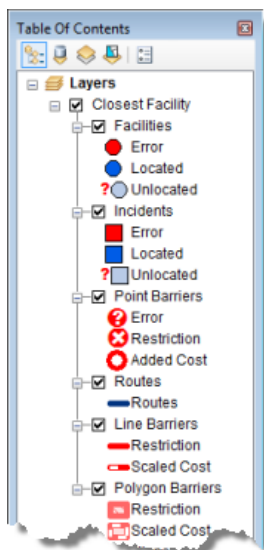 Table Of Contents
Layers
Closest Facility
Facilities
Error
Located
?Unlocated
Incidents
Error
Located
?Unlocated
Point Barriers
?Error
Restriction
Added Cost
Routes
Routes
Line Barriers
Restriction
Scaled Cost
Polygon Barriers
Restriction
Scaled Cost